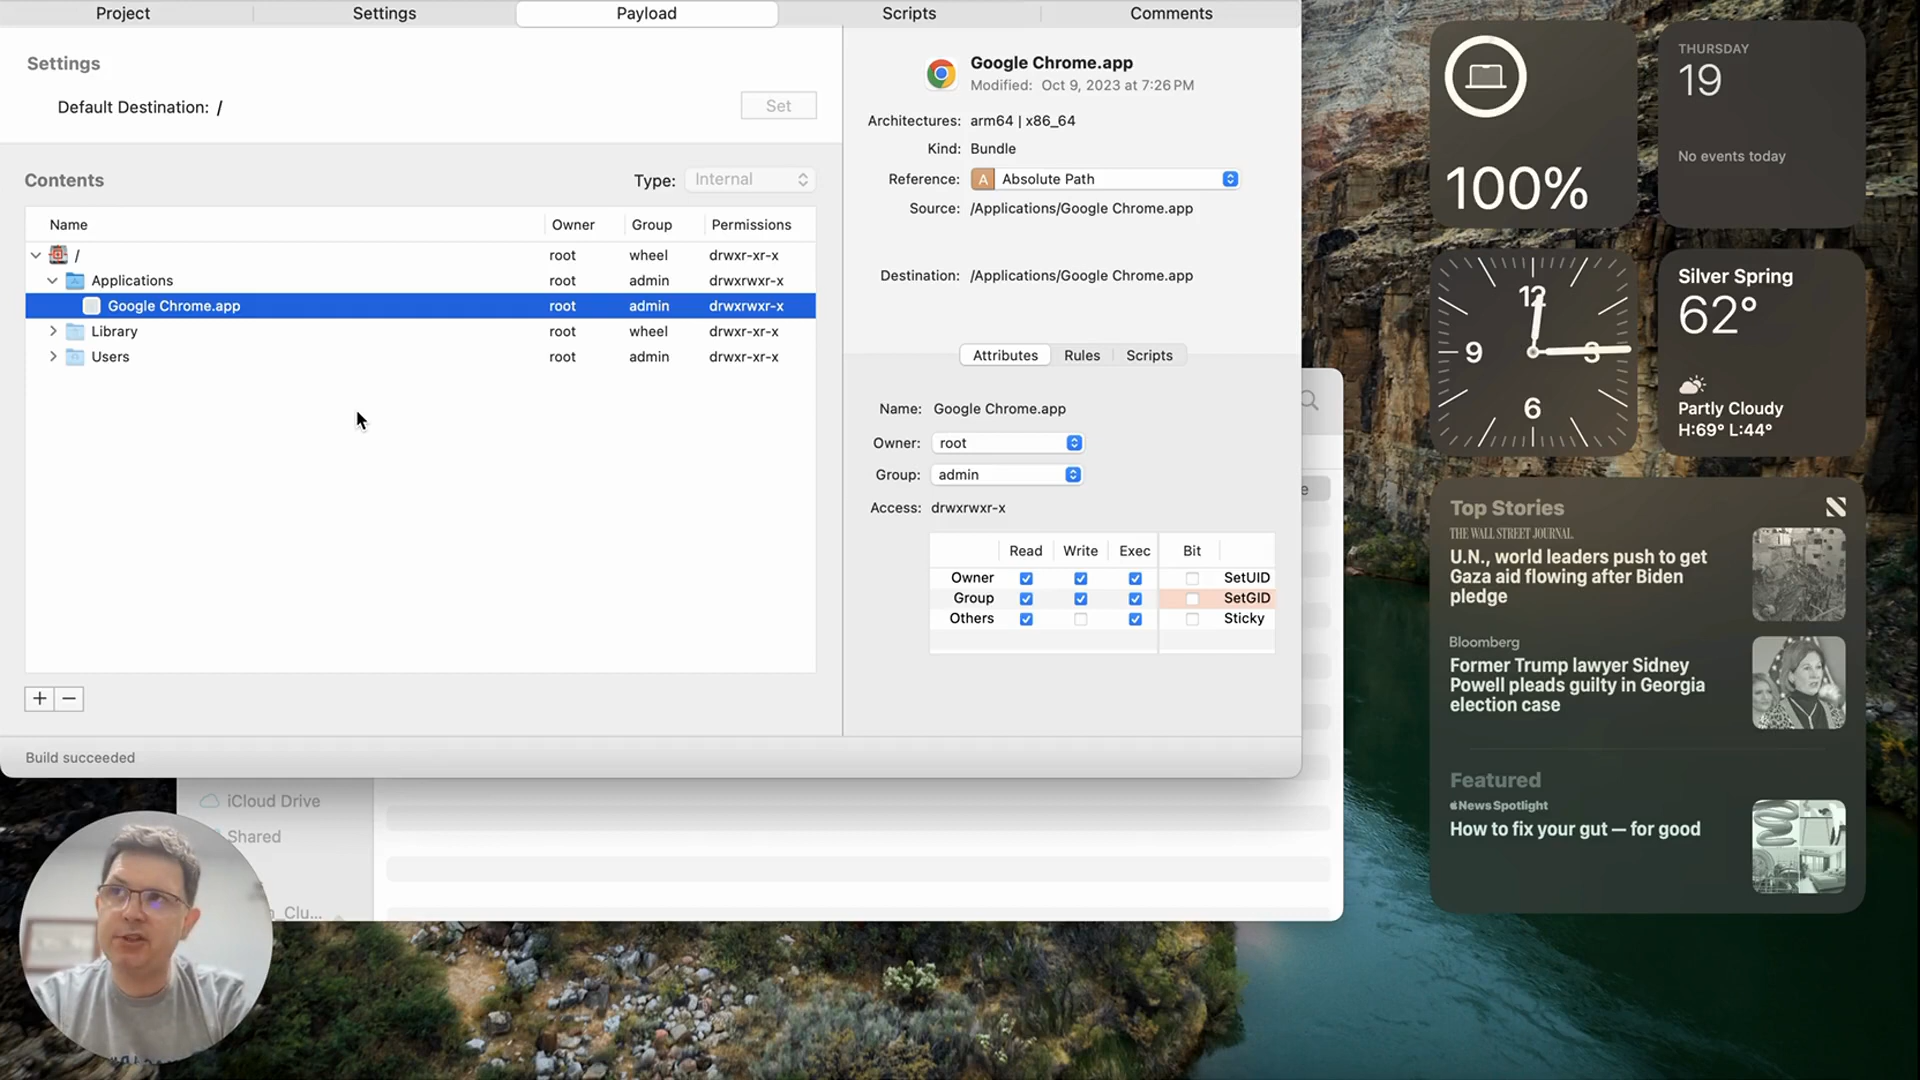 Project
Settings
Payload
Scripts
Comments
Settings
Default Destination: /
Set
Contents
Type: Internal
Name Owner Group Permissions
/ root wheel drwxr-xr-x
Applications root admin drwxrwxr-x
Google Chrome.app root admin drwxrwxr-x
Library root wheel drwxr-xr-x
Users root admin drwxr-xr-x
Build succeeded
Google Chrome.app
Modified: Oct 9, 2023 at 7:26 PM
Architectures: arm64 | x86_64
Kind: Bundle
Reference: A Absolute Path
Source: /Applications/Google Chrome.app
Destination: /Applications/Google Chrome.app
Attributes Rules Scripts
Name: Google Chrome.app
Owner: root
Group: admin
Access: drwxrwxr-x
Read Write Exec Bit
Owner SetUID
Group SetGID
Others Sticky
e
iCloud Drive
Shared
_Clu...
100%
THURSDAY
19
No events today
12
3
6
9
Silver Spring
62°
Partly Cloudy
H:69° L:44°
Top Stories
THE WALL STREET JOURNAL.
U.N., world leaders push to get
Gaza aid flowing after Biden
pledge
Bloomberg
Former Trump lawyer Sidney
Powell pleads guilty in Georgia
election case
Featured
News Spotlight
How to fix your gut — for good